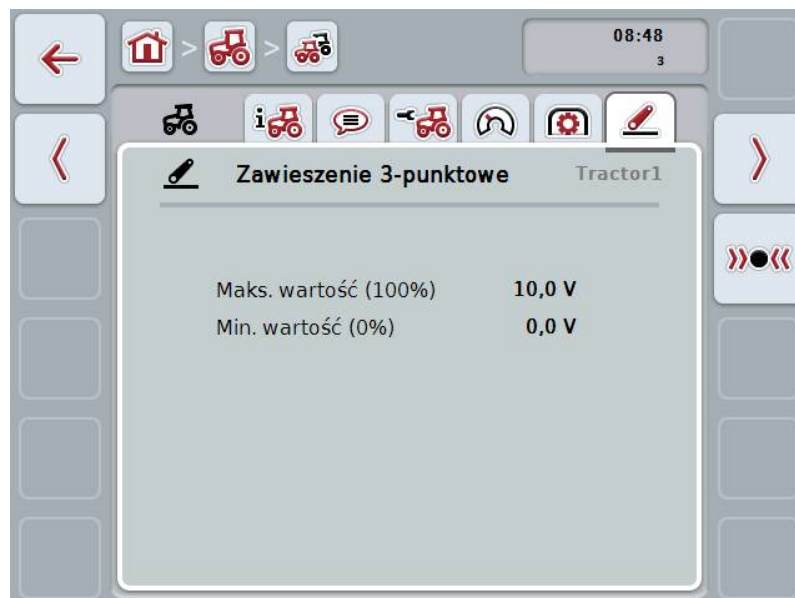 08:48
3
Zawieszenie 3-punktowe Tractor1
Maks. wartość (100%) 10,0 V
Min. wartość (0%) 0,0 V